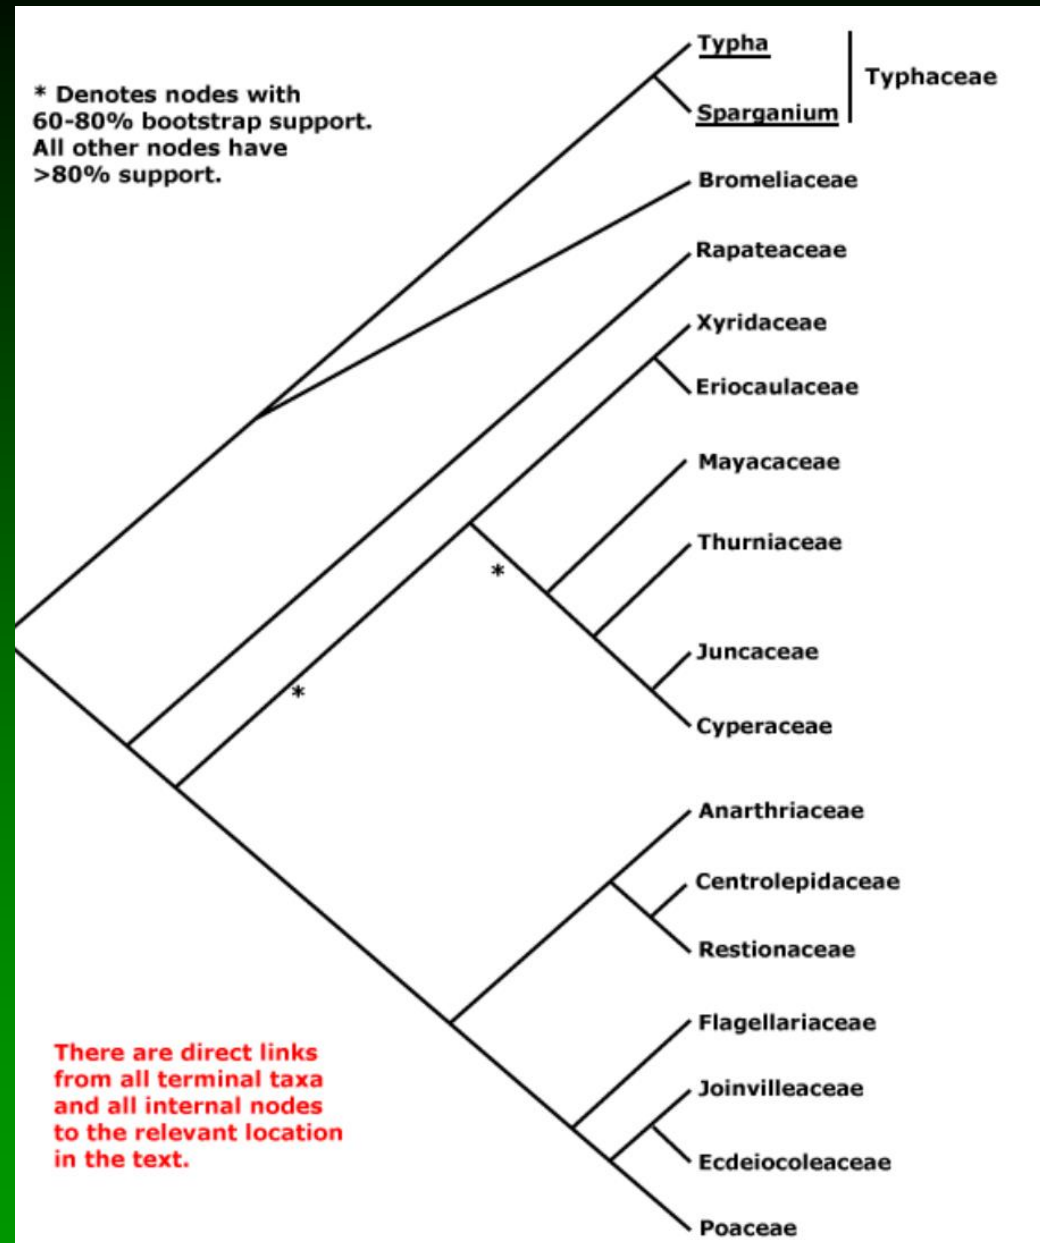 Typha
Typhaceae
* Denotes nodes with
60-80% bootstrap support.
All other nodes have
>80% support.
Sparganium
Bromeliaceae
Rapateaceae
Xyridaceae
Eriocaulaceae
Mayacaceae
Thurniaceae
*
Juncaceae
*
Cyperaceae
Anarthriaceae
Centrolepidaceae
Restionaceae
Flagellariaceae
There are direct links
from all terminal taxa
and all internal nodes
to the relevant location
in the text.
Joinvilleaceae
Ecdeiocoleaceae
Poaceae